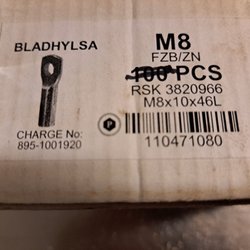 BLADHYLSA
M8
FZB/ZN
100 PCS
RSK 3820966
M8x10x46L
CHARGE No:
895-1001920
P
110471080